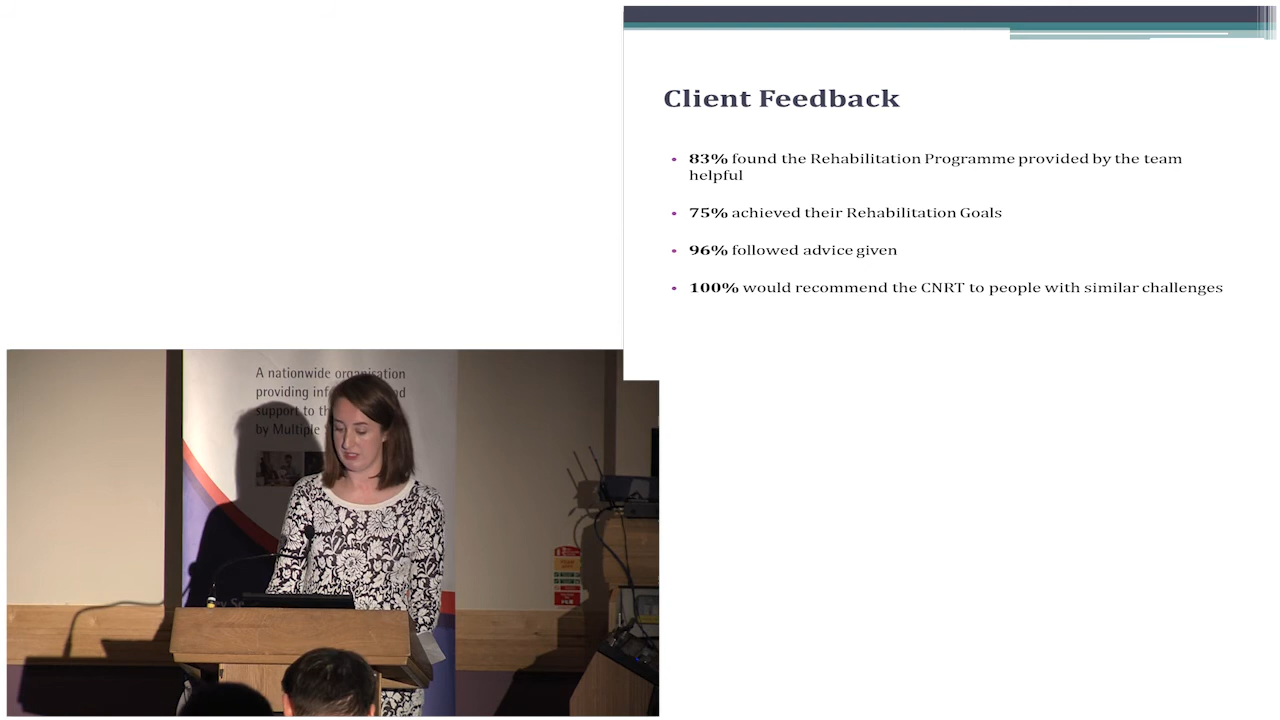 Client Feedback
• 83% found the Rehabilitation Programme provided by the team
helpful
• 75% achieved their Rehabilitation Goals
• 96% followed advice given
• 100% would recommend the CNRT to people with similar challenges
A nationwide organisation
providing
support to
by Multiple